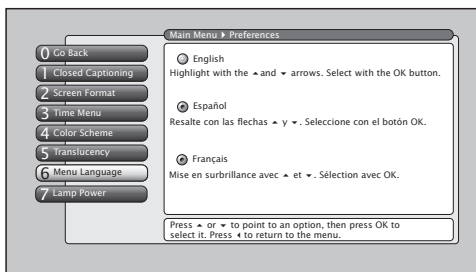 Main Menu ▸ Preferences
0 Go Back
1 Closed Captioning
2 Screen Format
3 Time Menu
4 Color Scheme
5 Translucency
6 Menu Language
7 Lamp Power
English
Highlight with the ▲ and ▼ arrows. Select with the OK button.
Español
Resalte con las flechas ▲ y ▼. Seleccione con el botón OK.
Français
Mise en surbrillance avec ▲ et ▼. Sélection avec OK.
Press ▲ or ▼ to point to an option, then press OK to
select it. Press ◂ to return to the menu.